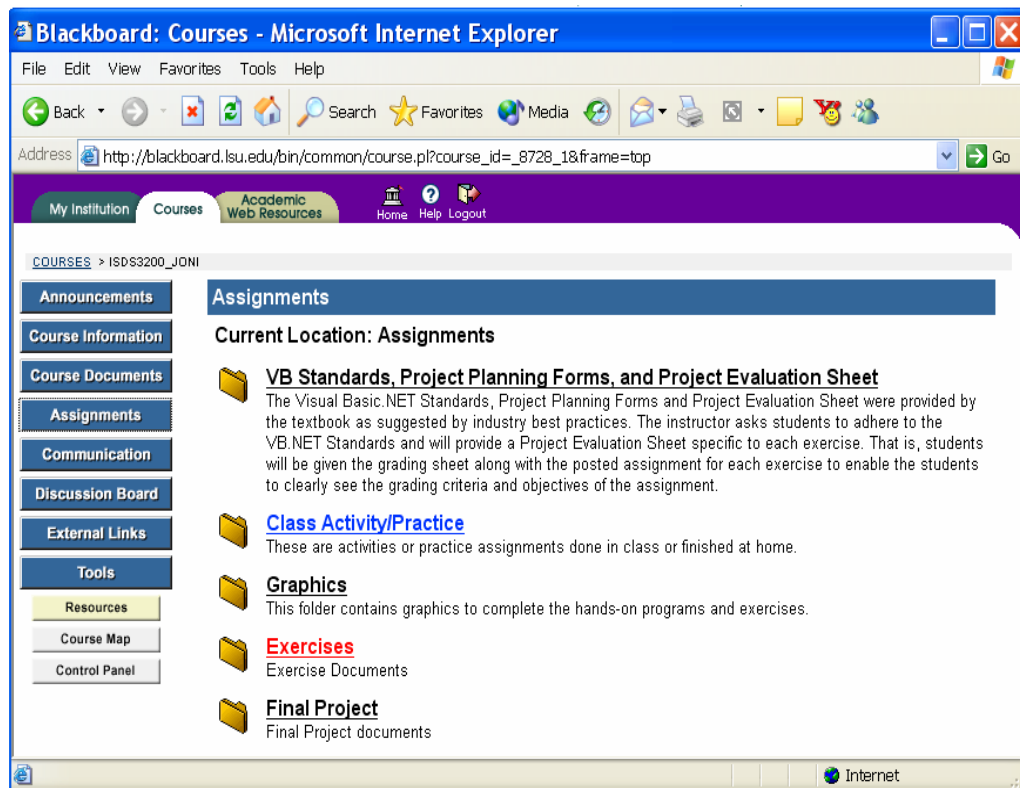 Blackboard: Courses - Microsoft Internet Explorer
File Edit View Favorites Tools Help
Back Search Favorites Media
Address http://blackboard.lsu.edu/bin/common/course.pl?course_id=_8728_1&frame=top Go
My Institution Courses Academic Web Resources Home Help Logout
COURSES > ISDS3200_JONI
Announcements
Course Information
Course Documents
Assignments
Communication
Discussion Board
External Links
Tools
Resources
Course Map
Control Panel
Assignments
Current Location: Assignments
VB Standards, Project Planning Forms, and Project Evaluation Sheet
The Visual Basic.NET Standards, Project Planning Forms and Project Evaluation Sheet were provided by
the textbook as suggested by industry best practices. The instructor asks students to adhere to the
VB.NET Standards and will provide a Project Evaluation Sheet specific to each exercise. That is, students
will be given the grading sheet along with the posted assignment for each exercise to enable the students
to clearly see the grading criteria and objectives of the assignment.
Class Activity/Practice
These are activities or practice assignments done in class or finished at home.
Graphics
This folder contains graphics to complete the hands-on programs and exercises.
Exercises
Exercise Documents
Final Project
Final Project documents
Internet